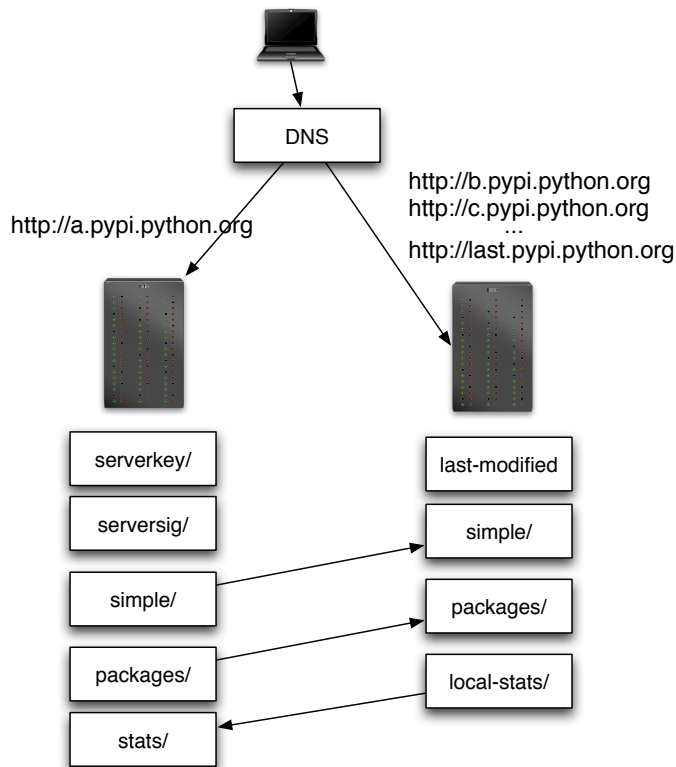 DNS
http://a.pypi.python.org
http://b.pypi.python.org
http://c.pypi.python.org
...
http://last.pypi.python.org
serverkey/
serversig/
simple/
packages/
stats/
last-modified
simple/
packages/
local-stats/